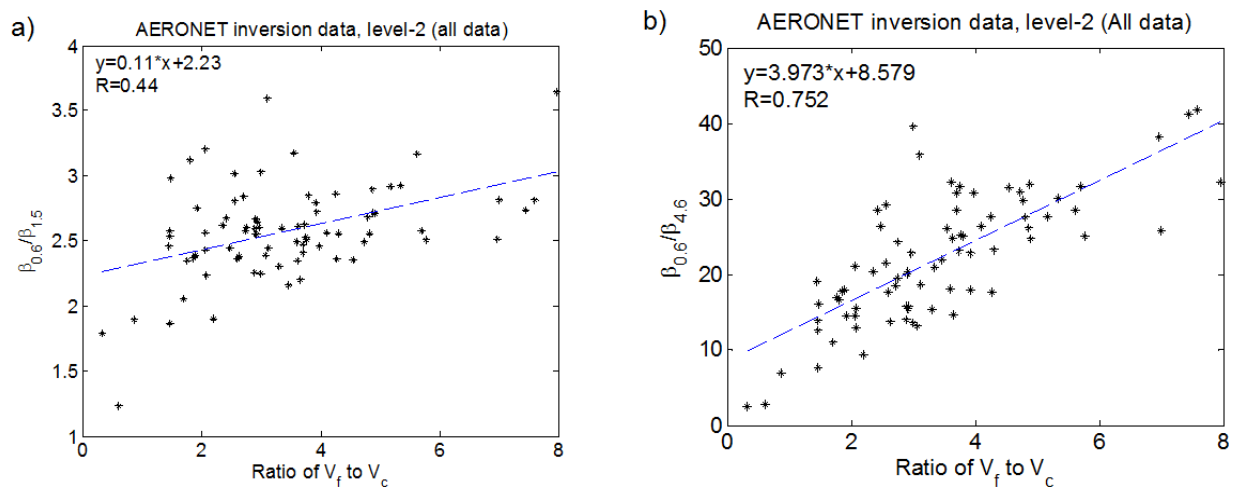 a)
AERONET inversion data, level-2 (all data)
y=0.11*x+2.23
R=0.44
4
3.5
3
2.5
2
1.5
1
β0.6/β1.5
0
2
4
6
8
Ratio of Vf to Vc
b)
AERONET inversion data, level-2 (All data)
y=3.973*x+8.579
R=0.752
50
40
30
20
10
0
β0.6/β4.6
0
2
4
6
8
Ratio of Vf to Vc